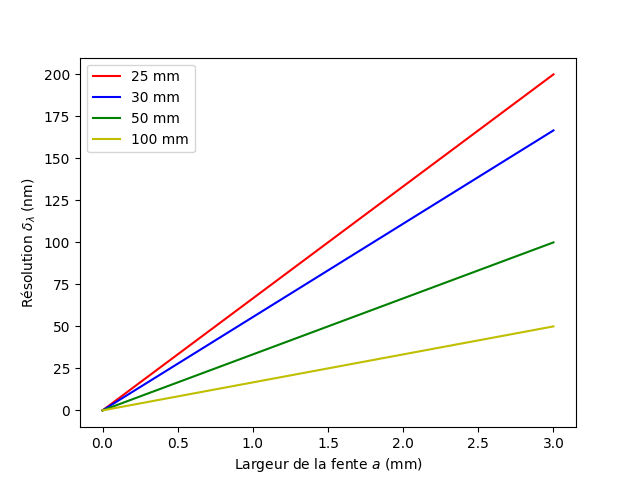 25 mm
30 mm
50 mm
100 mm
200
175
150
125
100
75
50
25
0
Résolution δλ (nm)
0.0 0.5 1.0 1.5 2.0 2.5 3.0
Largeur de la fente a (mm)